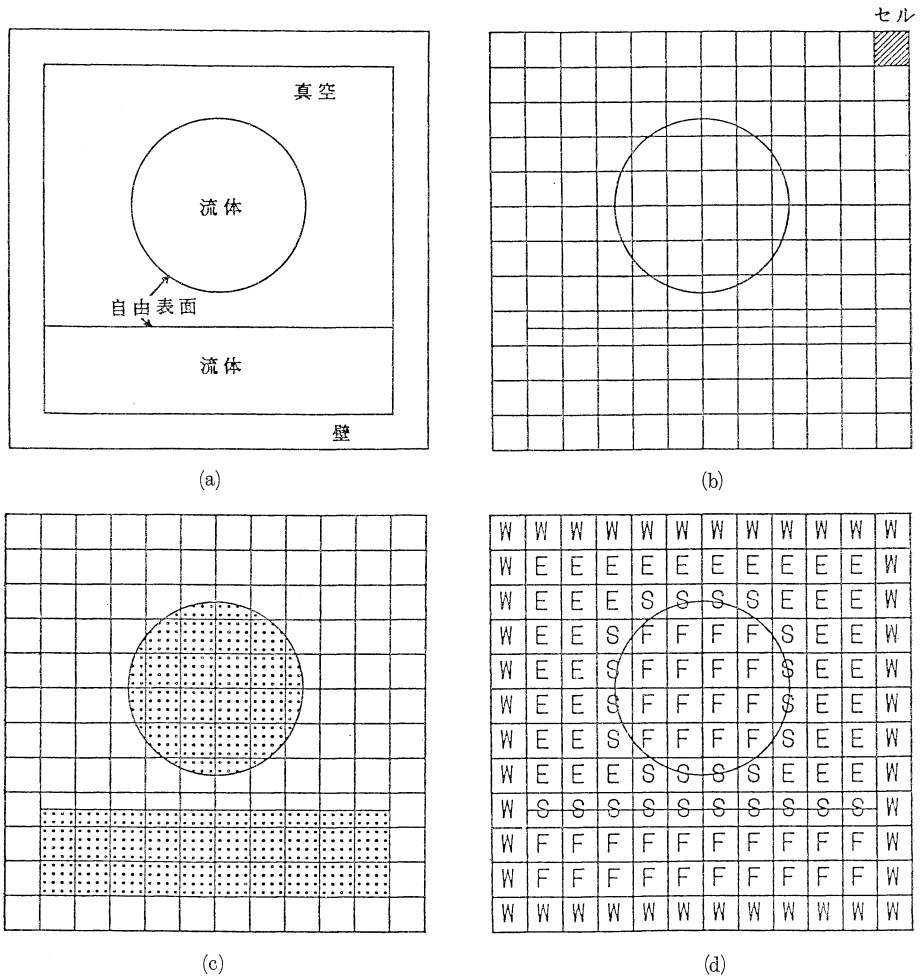 セル
真空
流体
自由表面
流体
壁
(a)
(b)
W W W W W W W W W W W W
W E E E E E E E E E E W
W E E E S S S S E E E W
W E E S F F F F S E E W
W E E S F F F F S E E W
W E E S F F F F S E E W
W E E S F F F F S E E W
W E E E S S S S E E E W
W S S S S S S S S S S W
W F F F F F F F F F F W
W F F F F F F F F F F W
W W W W W W W W W W W W
(c)
(d)